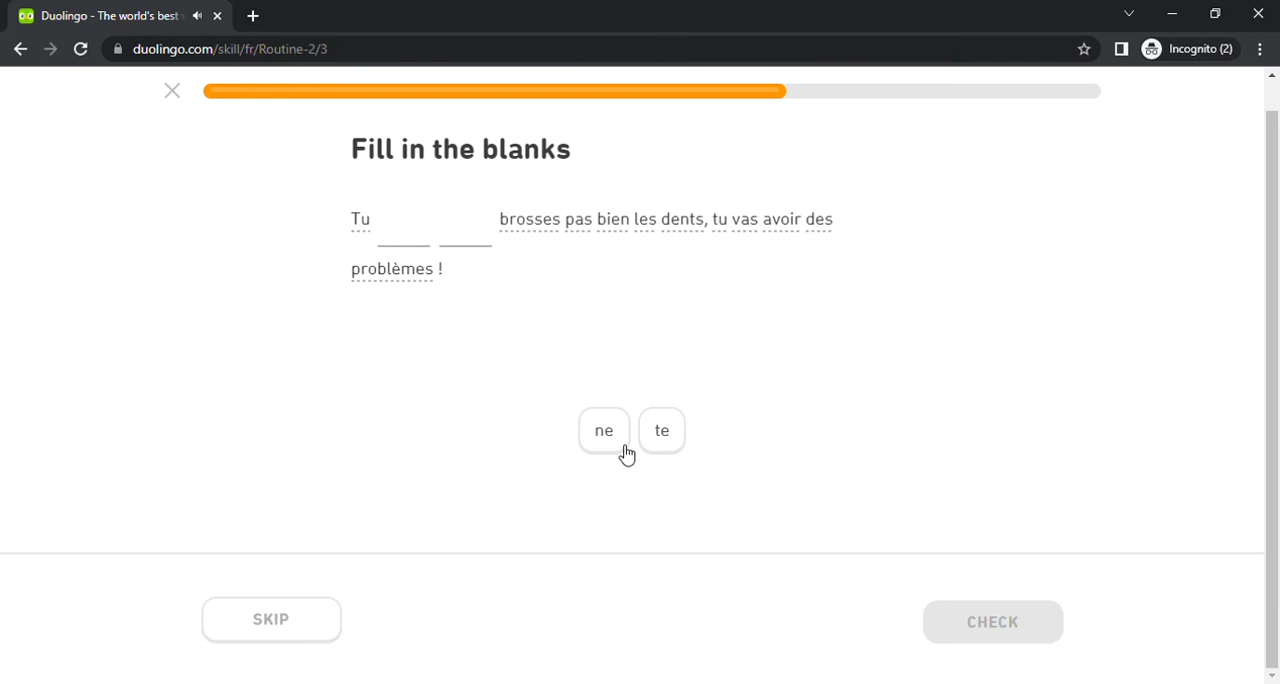 Duolingo - The world's best
duolingo.com/skill/fr/Routine-2/3
Incognito (2)
Fill in the blanks
Tu brosses pas bien les dents, tu vas avoir des
problèmes !
ne te
SKIP CHECK